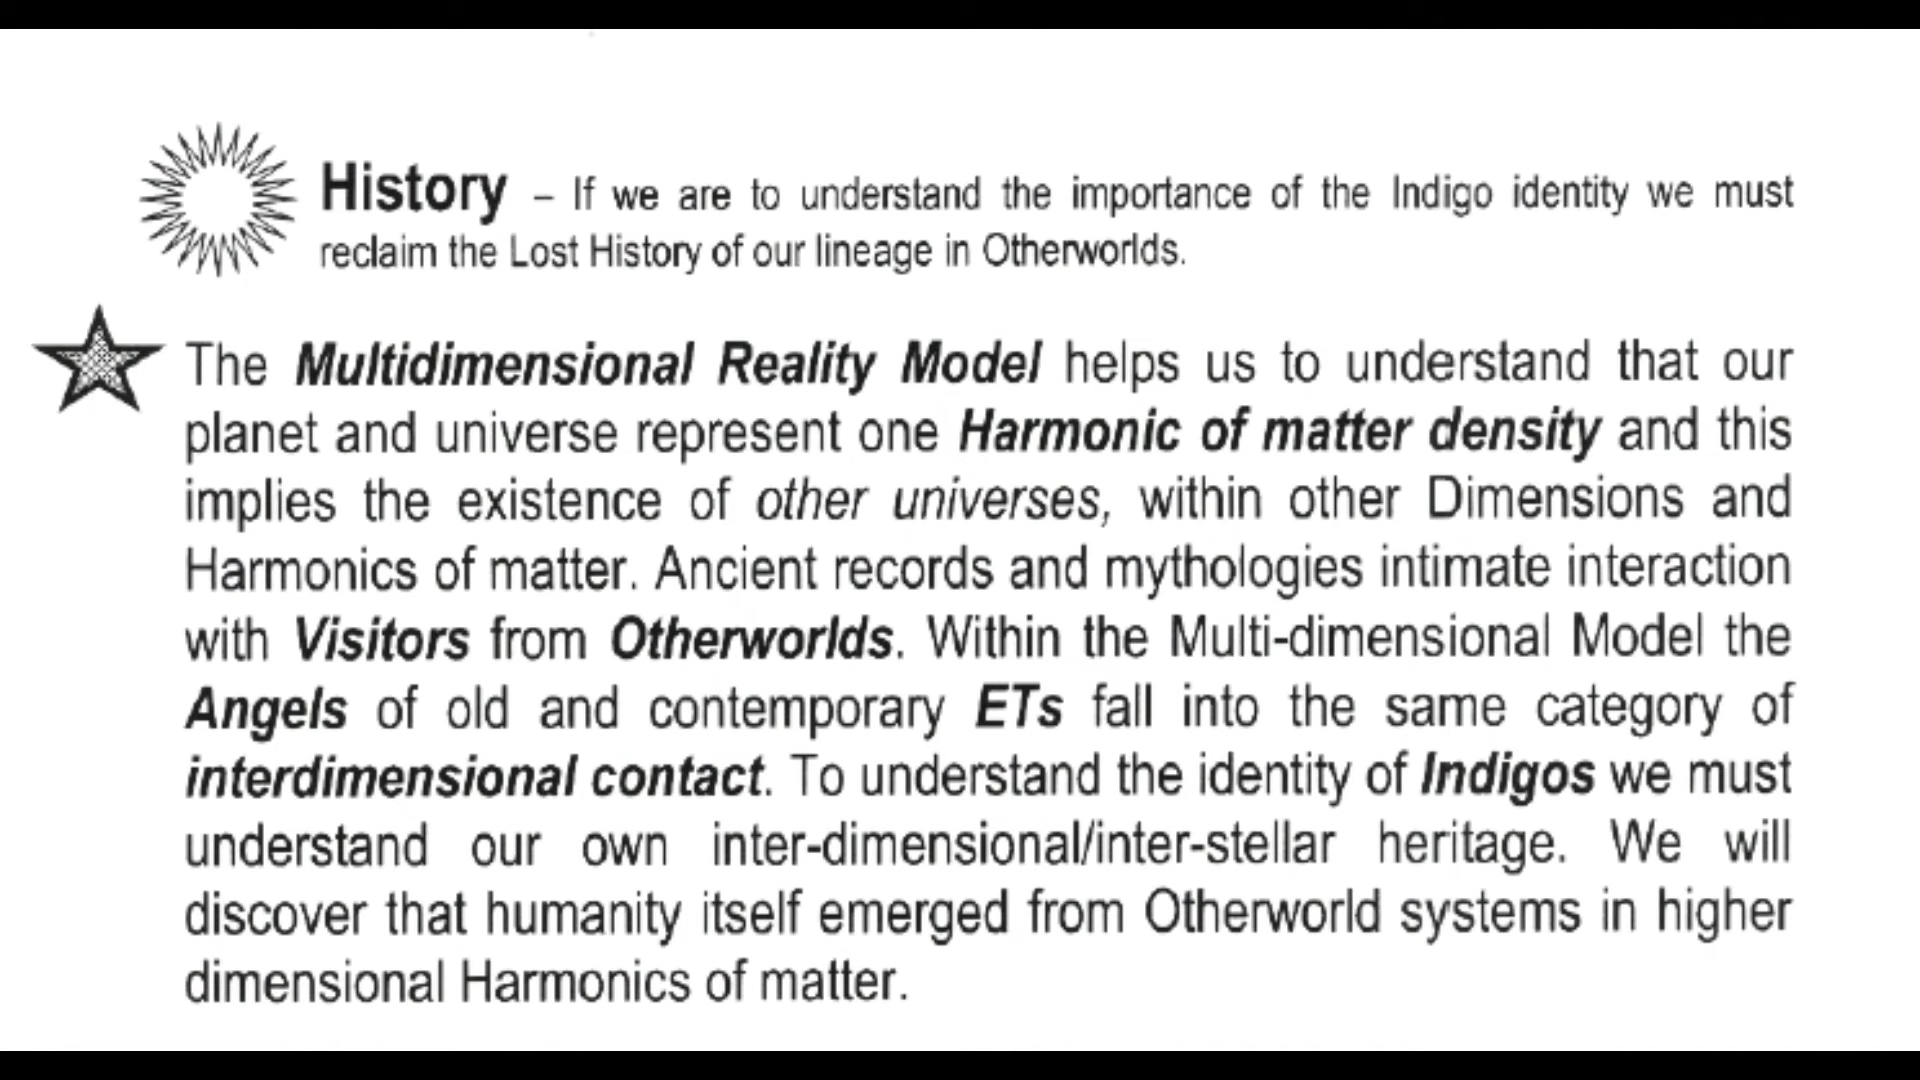 History – If we are to understand the importance of the Indigo identity we must
reclaim the Lost History of our lineage in Otherworlds.
The Multidimensional Reality Model helps us to understand that our
planet and universe represent one Harmonic of matter density and this
implies the existence of other universes, within other Dimensions and
Harmonics of matter. Ancient records and mythologies intimate interaction
with Visitors from Otherworlds. Within the Multi-dimensional Model the
Angels of old and contemporary ETs fall into the same category of
interdimensional contact. To understand the identity of Indigos we must
understand our own inter-dimensional/inter-stellar heritage. We will
discover that humanity itself emerged from Otherworld systems in higher
dimensional Harmonics of matter.